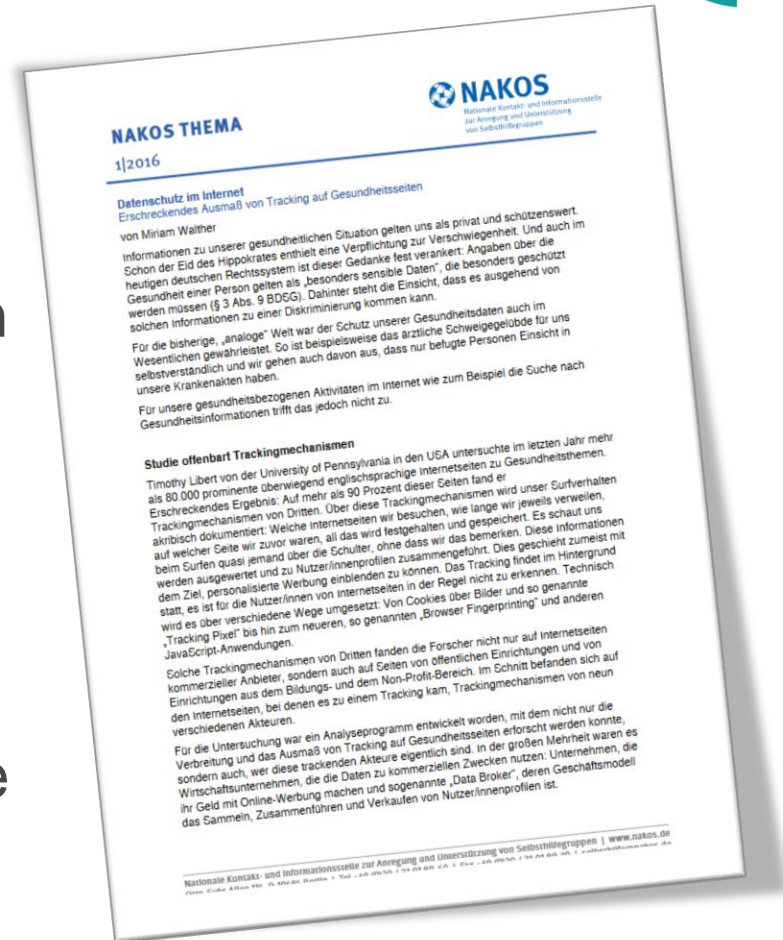 NAKOS THEMA
1|2016
NAKOS
Nationale Kontakt- und Informationsstelle
zur Anregung und Unterstützung
von Selbsthilfegruppen
Datenschutz im Internet
Erschreckendes Ausmaß von Tracking auf Gesundheitsseiten
von Miriam Walther
Informationen zu unserer gesundheitlichen Situation gelten uns als privat und schützenswert.
Schon der Eid des Hippokrates enthielt eine Verpflichtung zur Verschwiegenheit. Und auch im
heutigen deutschen Rechtssystem ist dieser Gedanke fest verankert: Angaben über die
Gesundheit einer Person gelten als „besonders sensible Daten", die besonders geschützt
werden müssen (§ 3 Abs. 9 BDSG). Dahinter steht die Einsicht, dass es ausgehend von
solchen Informationen zu einer Diskriminierung kommen kann.
Für die bisherige, „analoge" Welt war der Schutz unserer Gesundheitsdaten auch im
Wesentlichen gewährleistet. So ist beispielsweise das ärztliche Schweigegelübde für uns
selbstverständlich und wir gehen auch davon aus, dass nur befugte Personen Einsicht in
unsere Krankenakten haben.
Für unsere gesundheitsbezogenen Aktivitäten im Internet wie zum Beispiel die Suche nach
Gesundheitsinformationen trifft das jedoch nicht zu.
Studie offenbart Trackingmechanismen
Timothy Libert von der University of Pennsylvania in den USA untersuchte im letzten Jahr mehr
als 80.000 prominente überwiegend englischsprachige Internetseiten zu Gesundheitsthemen.
Erschreckendes Ergebnis: Auf mehr als 90 Prozent dieser Seiten fand er
Trackingmechanismen von Dritten. Über diese Trackingmechanismen wird unser Surfverhalten
akribisch dokumentiert: Welche Internetseiten wir besuchen, wie lange wir jeweils verweilen,
auf welcher Seite wir zuvor waren, all das wird festgehalten und gespeichert. Es schaut uns
beim Surfen quasi jemand über die Schulter, ohne dass wir das bemerken. Diese Informationen
werden ausgewertet und zu Nutzer/innenprofilen zusammengeführt. Dies geschieht zumeist mit
dem Ziel, personalisierte Werbung einblenden zu können. Das Tracking findet im Hintergrund
statt, es ist für die Nutzer/innen von Internetseiten in der Regel nicht zu erkennen. Technisch
wird es über verschiedene Wege umgesetzt: Von Cookies über Bilder und so genannte
„Tracking Pixel" bis hin zum neueren, so genannten „Browser Fingerprinting" und anderen
JavaScript-Anwendungen.
Solche Trackingmechanismen von Dritten fanden die Forscher nicht nur auf Internetseiten
kommerzieller Anbieter, sondern auch auf Seiten von öffentlichen Einrichtungen und von
Einrichtungen aus dem Bildungs- und dem Non-Profit-Bereich. Im Schnitt befanden sich auf
den Internetseiten, bei denen es zu einem Tracking kam, Trackingmechanismen von neun
verschiedenen Akteuren.
Für die Untersuchung war ein Analyseprogramm entwickelt worden, mit dem nicht nur die
Verbreitung und das Ausmaß von Tracking auf Gesundheitsseiten erforscht werden konnte,
sondern auch, wer diese trackenden Akteure eigentlich sind. In der großen Mehrheit waren es
Wirtschaftsunternehmen, die die Daten zu kommerziellen Zwecken nutzen: Unternehmen, die
ihr Geld mit Online-Werbung machen und sogenannte „Data Broker", deren Geschäftsmodell
das Sammeln, Zusammenführen und Verkaufen von Nutzer/innenprofilen ist.
Nationale Kontakt- und Informationsstelle zur Anregung und Unterstützung von Selbsthilfegruppen | www.nakos.de